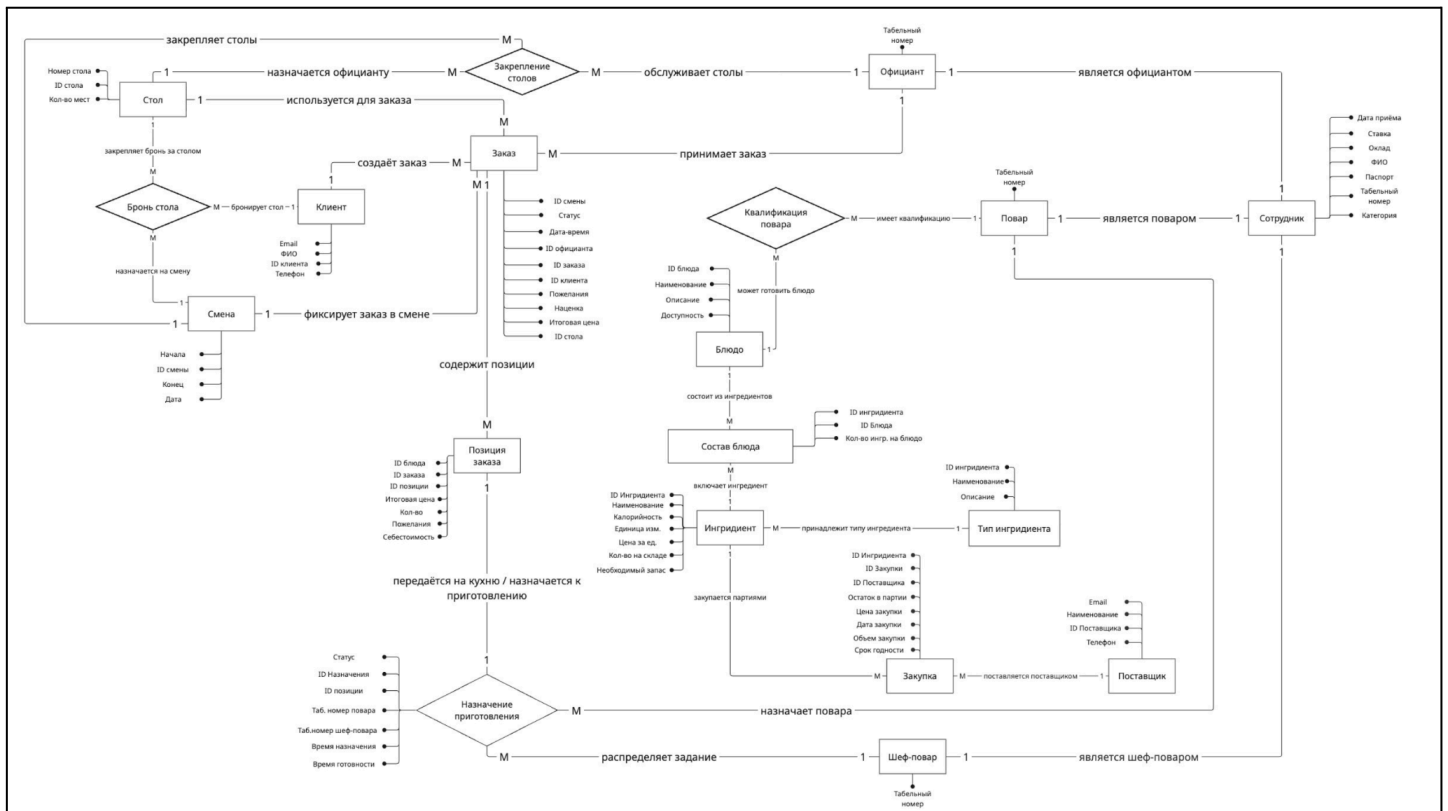 закрепляет столы
М
Закрепление
столов
Табельный
номер
Номер стола
ID стола
Кол-во мест
Стол
1
назначается официанту
М
М
обслуживает столы
1
Официант
1
является официантом
1
используется для заказа
М
1
1
закрепляет бронь за столом
М
Заказ
М
принимает заказ
1
создаёт заказ
М
М
1
1
Дата приёма
Ставка
Оклад
ФИО
Паспорт
Табельный
номер
Категория
Табельный
номер
Бронь стола
М
бронирует стол
1
Клиент
Email
ФИО
ID клиента
Телефон
М
назначается на смену
1
1
Смена
1
фиксирует заказ в смене
Начала
ID смены
Конец
Дата
ID смены
Статус
Дата-время
ID официанта
ID заказа
ID клиента
Пожелания
Наценка
Итоговая цена
ID стола
Квалификация
повара
М
имеет квалификацию
1
Повар
1
является поваром
1
Сотрудник
1
1
М
может готовить блюдо
ID блюда
Наименование
Описание
Доступность
Блюдо
1
1
состоит из ингредиентов
М
Состав блюда
ID ингридиента
ID Блюда
Кол-во ингр. на блюдо
М
включает ингредиент
1
содержит позиции
М
Позиция
заказа
ID блюда
ID заказа
ID позиции
Итоговая цена
Кол-во
Пожелания
Себестоимость
1
ID Ингридиента
Наименование
Калорийность
Единица изм.
Цена за ед.
Кол-во на складе
Необходимый запас
Ингридиент
М
принадлежит типу ингредиента
1
Тип ингридиента
ID ингридиента
Наименование
Описание
1
закупается партиями
ID Ингридиента
ID Закупки
ID Поставщика
Остаток в партии
Цена закупки
Дата закупки
Объем закупки
Срок годности
М
Закупка
М
поставляется поставщиком
1
Поставщик
Email
Наименование
ID Поставщика
Телефон
передаётся на кухню / назначается к
приготовлению
1
Статус
ID Назначения
ID позиции
Таб. номер повара
Таб.номер шеф-повара
Время назначения
Время готовности
Назначение
приготовления
М
назначает повара
М
распределяет задание
1
Шеф-повар
1
является шеф-поваром
Табельный
номер